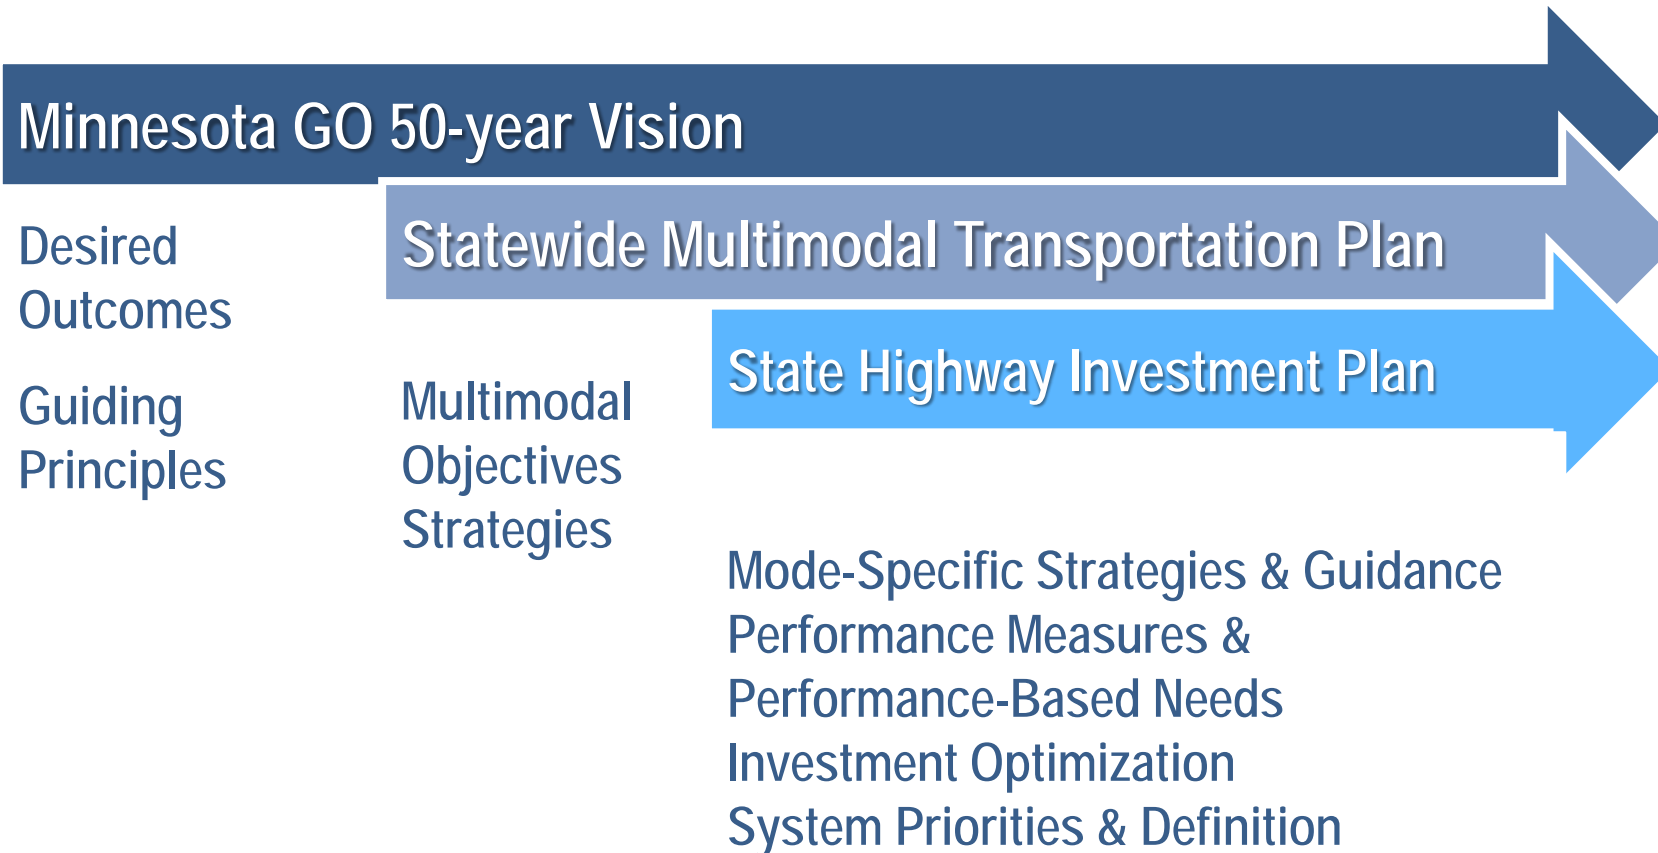 Minnesota GO 50-year Vision
Desired
Outcomes
Guiding
Principles
Statewide Multimodal Transportation Plan
Multimodal
Objectives
Strategies
State Highway Investment Plan
Mode-Specific Strategies & Guidance
Performance Measures &
Performance-Based Needs
Investment Optimization
System Priorities & Definition